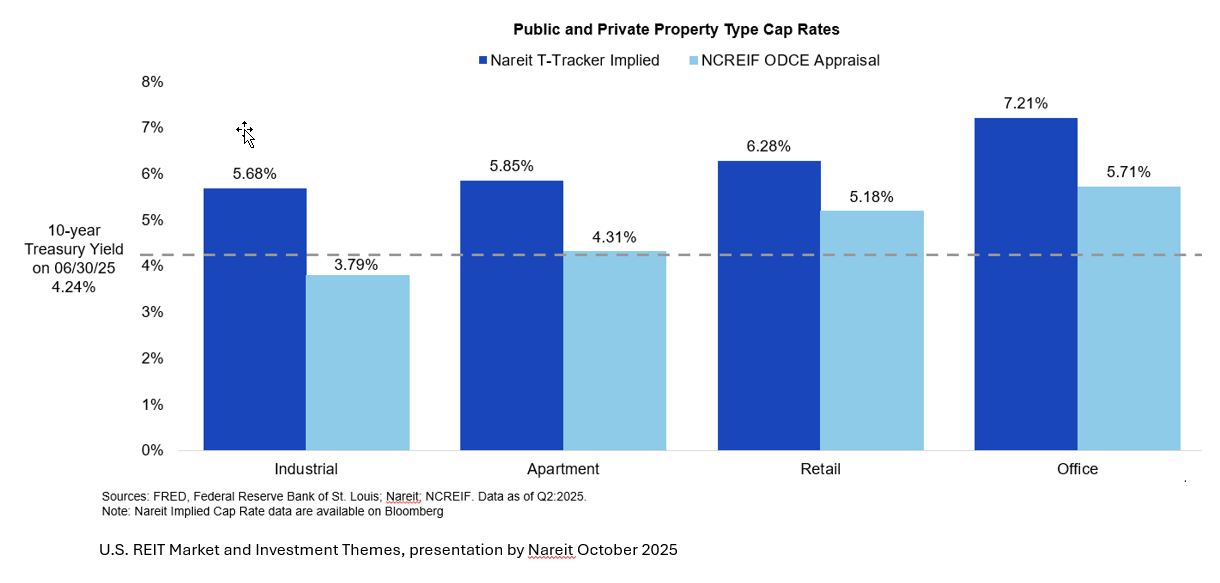 Public and Private Property Type Cap Rates
Nareit T-Tracker Implied NCREIF ODCE Appraisal
8%
7%
6%
5%
4%
3%
2%
1%
0%
10-year
Treasury Yield
on 06/30/25
4.24%
5.68%
3.79%
5.85%
4.31%
6.28%
5.18%
7.21%
5.71%
Industrial Apartment Retail Office
Sources: FRED, Federal Reserve Bank of St. Louis; Nareit; NCREIF. Data as of Q2:2025.
Note: Nareit Implied Cap Rate data are available on Bloomberg
U.S. REIT Market and Investment Themes, presentation by Nareit October 2025